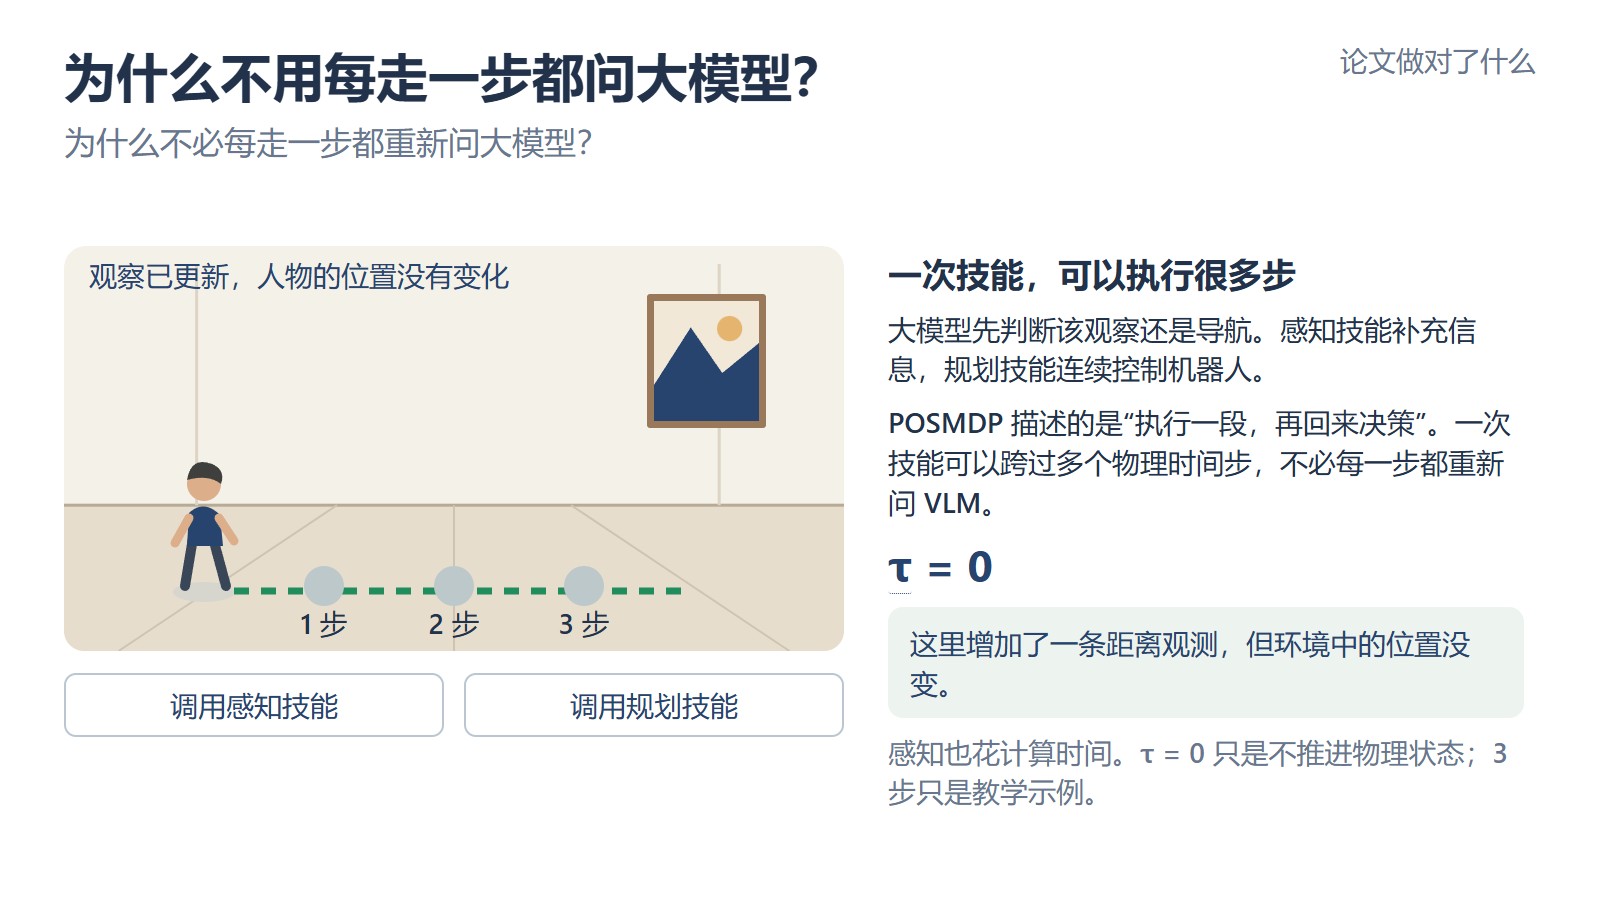 为什么不用每走一步都问大模型？
论文做对了什么
为什么不必每走一步都重新问大模型？
观察已更新，人物的位置没有变化
1 步
2 步
3 步
调用感知技能
调用规划技能
一次技能，可以执行很多步
大模型先判断该观察还是导航。感知技能补充信
息，规划技能连续控制机器人。
POSMDP 描述的是“执行一段，再回来决策”。一次
技能可以跨过多个物理时间步，不必每一步都重新
问 VLM。
τ = 0
这里增加了一条距离观测，但环境中的位置没
变。
感知也花计算时间。τ = 0 只是不推进物理状态；3
步只是教学示例。